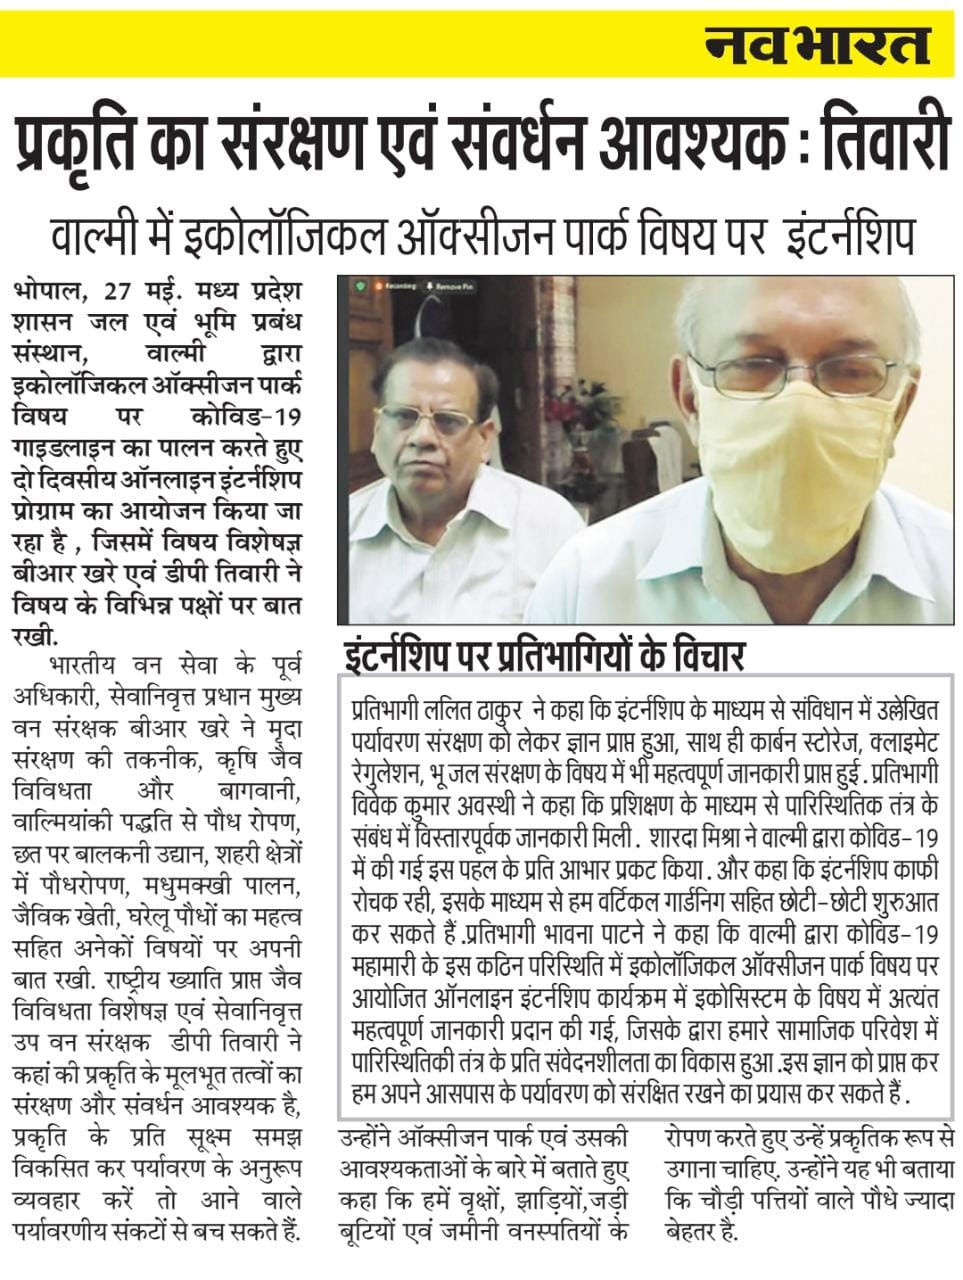 नवभारत
प्रकृति का संरक्षण एवं संवर्धन आवश्यक : तिवारी
वाल्मी में इकोलॉजिकल ऑक्सीजन पार्क विषय पर इंटर्नशिप
भोपाल, 27 मई. मध्य प्रदेश
शासन जल एवं भूमि प्रबंध
संस्थान, वाल्मी द्वारा
इकोलॉजिकल ऑक्सीजन पार्क
विषय पर कोविड-19
गाइडलाइन का पालन करते हुए
दो दिवसीय ऑनलाइन इंटर्नशिप
प्रोग्राम का आयोजन किया जा
रहा है , जिसमें विषय विशेषज्ञ
बीआर खरे एवं डीपी तिवारी ने
विषय के विभिन्न पक्षों पर बात
रखी.
भारतीय वन सेवा के पूर्व
अधिकारी, सेवानिवृत्त प्रधान मुख्य
वन संरक्षक बीआर खरे ने मृदा
संरक्षण की तकनीक, कृषि जैव
विविधता और बागवानी,
वाल्मियांकी पद्धति से पौध रोपण,
छत पर बालकनी उद्यान, शहरी क्षेत्रों
में पौधरोपण, मधुमक्खी पालन,
जैविक खेती, घरेलू पौधों का महत्व
सहित अनेकों विषयों पर अपनी
बात रखी. राष्ट्रीय ख्याति प्राप्त जैव
विविधता विशेषज्ञ एवं सेवानिवृत्त
उप वन संरक्षक डीपी तिवारी ने
कहां की प्रकृति के मूलभूत तत्वों का
संरक्षण और संवर्धन आवश्यक है,
प्रकृति के प्रति सूक्ष्म समझ
विकसित कर पर्यावरण के अनुरूप
व्यवहार करें तो आने वाले
पर्यावरणीय संकटों से बच सकते हैं.
Recording Remove Pin
इंटर्नशिप पर प्रतिभागियों के विचार
प्रतिभागी ललित ठाकुर ने कहा कि इंटर्नशिप के माध्यम से संविधान में उल्लेखित
पर्यावरण संरक्षण को लेकर ज्ञान प्राप्त हुआ, साथ ही कार्बन स्टोरेज, क्लाइमेट
रेगुलेशन, भू जल संरक्षण के विषय में भी महत्वपूर्ण जानकारी प्राप्त हुई . प्रतिभागी
विवेक कुमार अवस्थी ने कहा कि प्रशिक्षण के माध्यम से पारिस्थितिक तंत्र के
संबंध में विस्तारपूर्वक जानकारी मिली . शारदा मिश्रा ने वाल्मी द्वारा कोविड-19
में की गई इस पहल के प्रति आभार प्रकट किया . और कहा कि इंटर्नशिप काफी
रोचक रही, इसके माध्यम से हम वर्टिकल गार्डनिग सहित छोटी-छोटी शुरुआत
कर सकते हैं .प्रतिभागी भावना पाटने ने कहा कि वाल्मी द्वारा कोविड-19
महामारी के इस कठिन परिस्थिति में इकोलॉजिकल ऑक्सीजन पार्क विषय पर
आयोजित ऑनलाइन इंटर्नशिप कार्यक्रम में इकोसिस्टम के विषय में अत्यंत
महत्वपूर्ण जानकारी प्रदान की गई, जिसके द्वारा हमारे सामाजिक परिवेश में
पारिस्थितिकी तंत्र के प्रति संवेदनशीलता का विकास हुआ .इस ज्ञान को प्राप्त कर
हम अपने आसपास के पर्यावरण को संरक्षित रखने का प्रयास कर सकते हैं .
उन्होंने ऑक्सीजन पार्क एवं उसकी
आवश्यकताओं के बारे में बताते हुए
कहा कि हमें वृक्षों, झाड़ियों,जड़ी
बूटियों एवं जमीनी वनस्पतियों के
रोपण करते हुए उन्हें प्रकृतिक रूप से
उगाना चाहिए. उन्होंने यह भी बताया
कि चौड़ी पत्तियों वाले पौधे ज्यादा
बेहतर है.